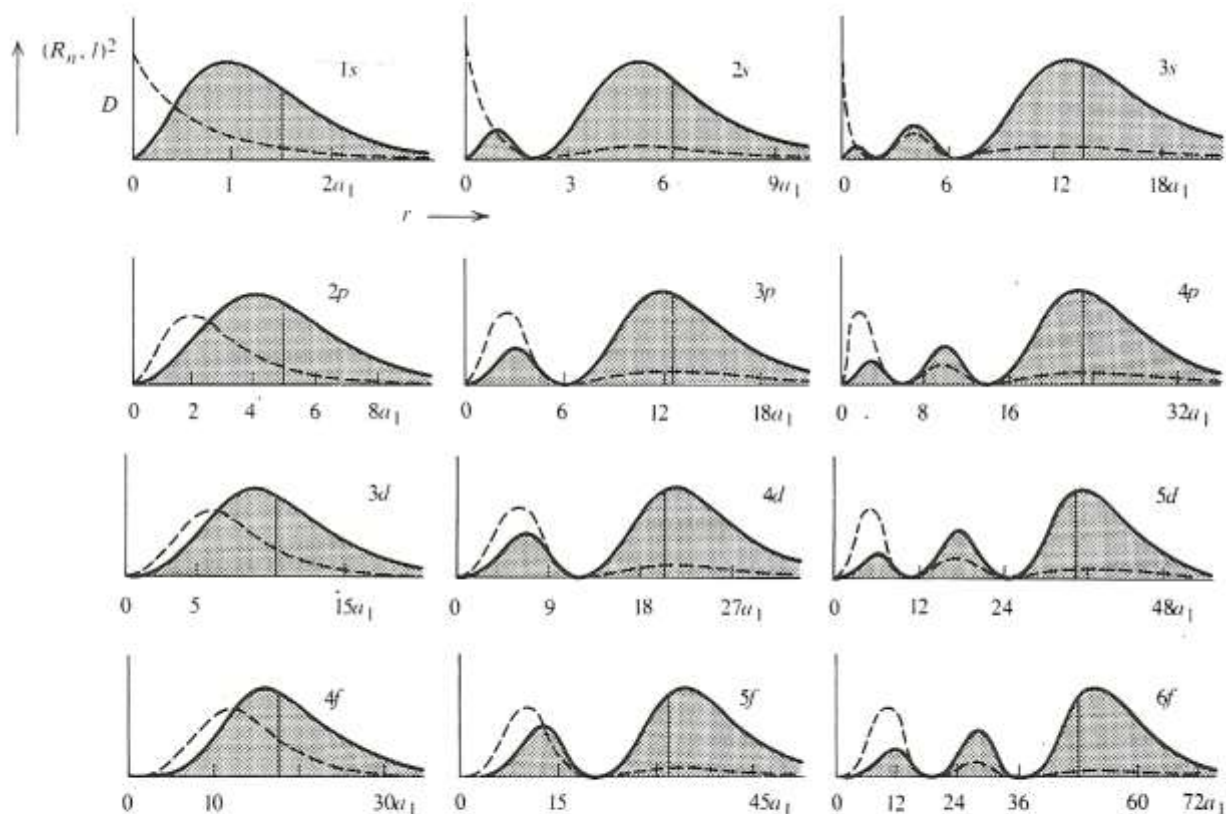 (Rn, l)²
D
1s
2s
3s
0 1 2a₁
0 3 6 9a₁
0 6 12 18a₁
r
2p
3p
4p
0 2 4 6 8a₁
0 6 12 18a₁
0 8 16 32a₁
3d
4d
5d
0 5 15a₁
0 9 18 27a₁
0 12 24 48a₁
4f
5f
6f
0 10 30a₁
0 15 45a₁
0 12 24 36 60 72a₁